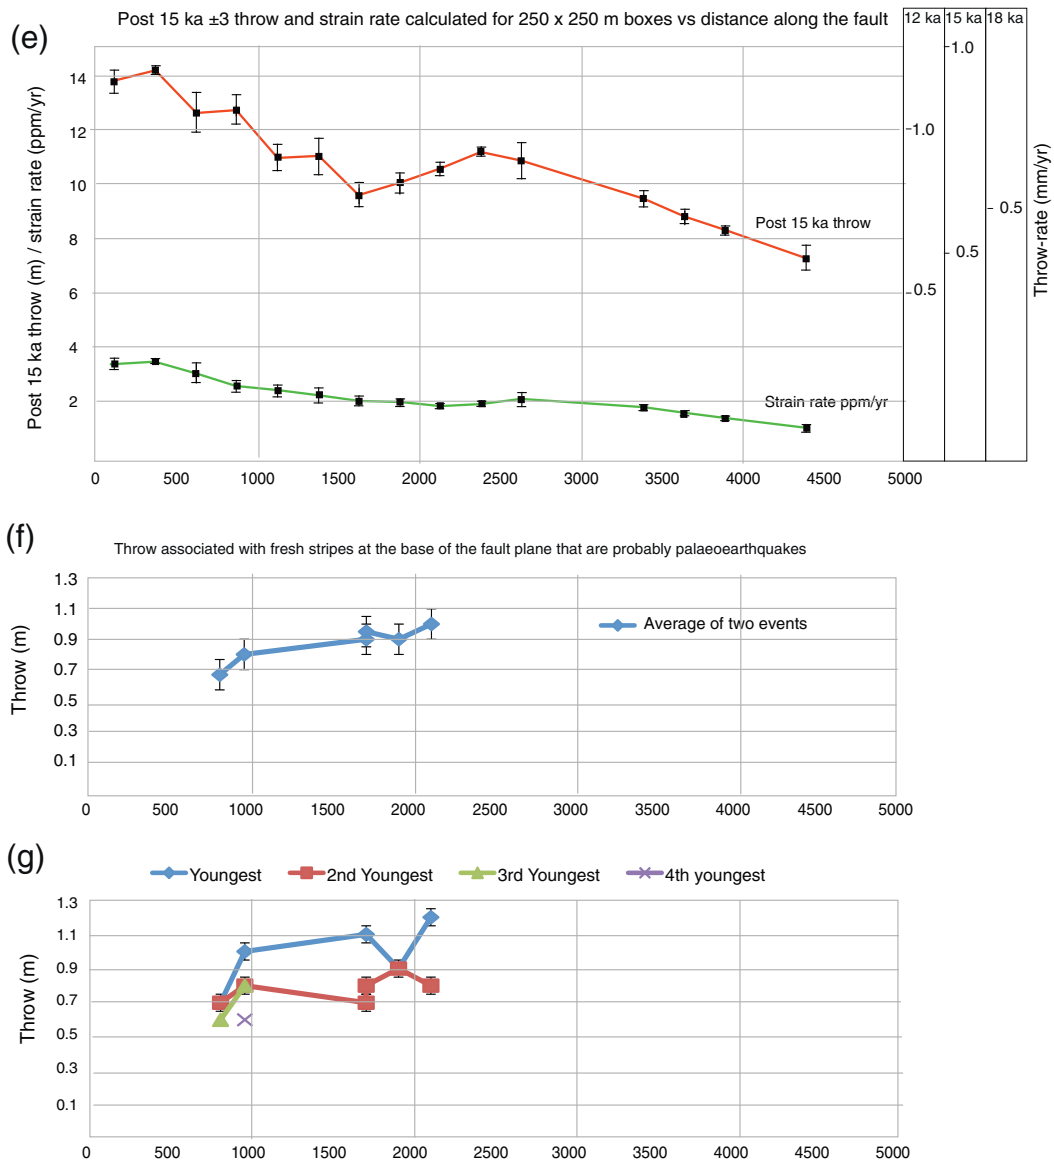 (e)
Post 15 ka ±3 throw and strain rate calculated for 250 x 250 m boxes vs distance along the fault
12 ka 15 ka 18 ka
Post 15 ka throw (m) / strain rate (ppm/yr)
14
12
10
8
6
4
2
1.0
1.0
0.5
0.5
0.5
Throw-rate (mm/yr)
Post 15 ka throw
Strain rate ppm/yr
0 500 1000 1500 2000 2500 3000 3500 4000 4500 5000
(f)
Throw associated with fresh stripes at the base of the fault plane that are probably palaeoearthquakes
Throw (m)
1.3
1.1
0.9
0.7
0.5
0.3
0.1
Average of two events
0 500 1000 1500 2000 2500 3000 3500 4000 4500 5000
(g)
Youngest 2nd Youngest 3rd Youngest 4th youngest
Throw (m)
1.3
1.1
0.9
0.7
0.5
0.3
0.1
0 500 1000 1500 2000 2500 3000 3500 4000 4500 5000